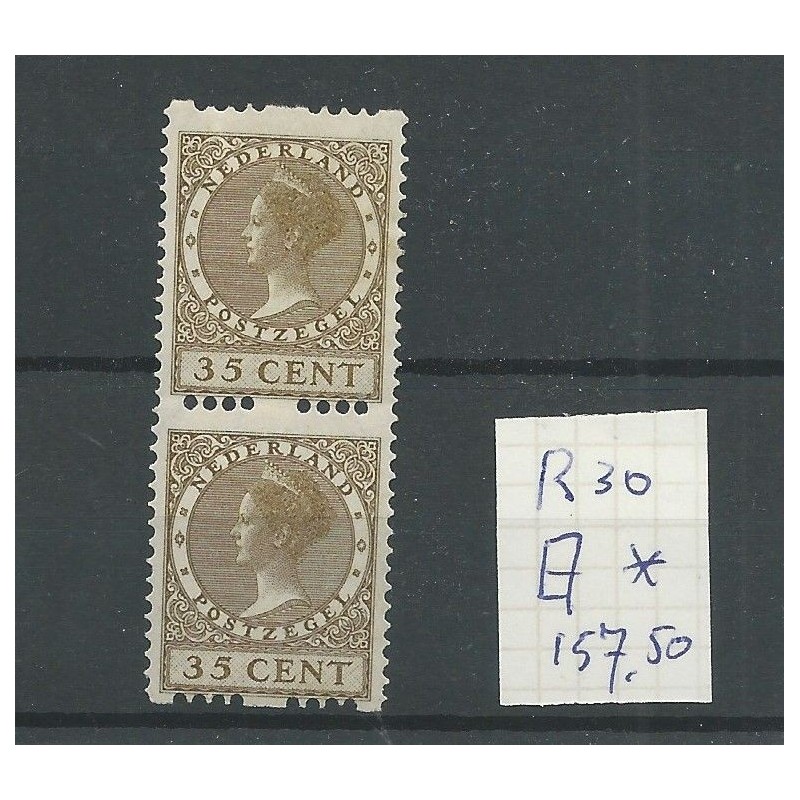 NEDERLAND
POSTZEGEL
35 CENT
NEDERLAND
POSTZEGEL
35 CENT
R30
*
157,50